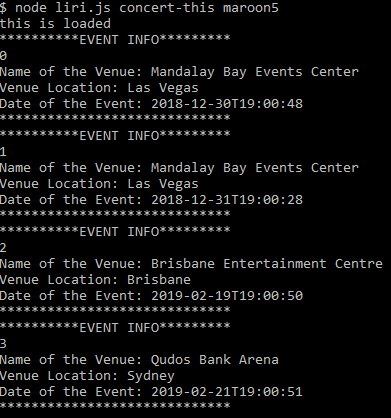 $ node liri.js concert-this maroon5
this is loaded
**********EVENT INFO*********
0
Name of the Venue: Mandalay Bay Events Center
Venue Location: Las Vegas
Date of the Event: 2018-12-30T19:00:48
*****************************
**********EVENT INFO*********
1
Name of the Venue: Mandalay Bay Events Center
Venue Location: Las Vegas
Date of the Event: 2018-12-31T19:00:28
*****************************
**********EVENT INFO*********
2
Name of the Venue: Brisbane Entertainment Centre
Venue Location: Brisbane
Date of the Event: 2019-02-19T19:00:50
*****************************
**********EVENT INFO*********
3
Name of the Venue: Qudos Bank Arena
Venue Location: Sydney
Date of the Event: 2019-02-21T19:00:51
*****************************